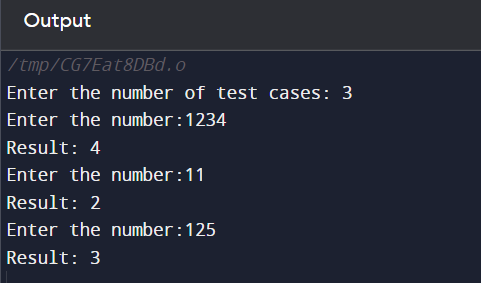 Output
/tmp/CG7Eat8DBd.o
Enter the number of test cases: 3
Enter the number:1234
Result: 4
Enter the number:11
Result: 2
Enter the number:125
Result: 3